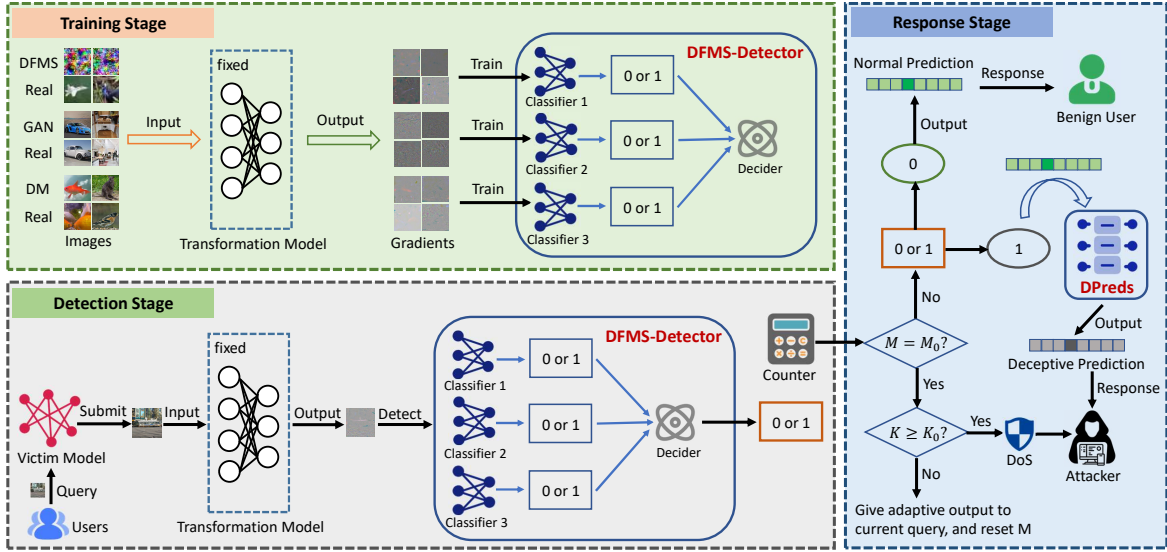 Training Stage
DFMS
Real
GAN
Real
DM
Real
Images
Input
fixed
Transformation Model
Output
Gradients
Train
Train
Train
DFMS-Detector
Classifier 1
Classifier 2
Classifier 3
0 or 1
0 or 1
0 or 1
Decider
Detection Stage
Victim Model
Query
Users
Submit
Input
fixed
Transformation Model
Output
Detect
DFMS-Detector
Classifier 1
Classifier 2
Classifier 3
0 or 1
0 or 1
0 or 1
Decider
Counter
0 or 1
Response Stage
Normal Prediction
Response
Benign User
Output
0
0 or 1
1
DPreds
No
Output
M = M₀?
Deceptive Prediction
Yes
Response
K ≥ K₀?
Yes
DoS
Attacker
No
Give adaptive output to
current query, and reset M